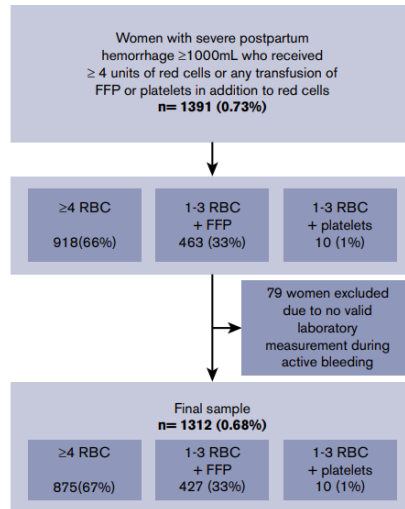 Women with severe postpartum
hemorrhage ≥1000mL who received
≥ 4 units of red cells or any transfusion of
FFP or platelets in addition to red cells
n= 1391 (0.73%)
≥4 RBC
918(66%)
1-3 RBC
+ FFP
463 (33%)
1-3 RBC
+ platelets
10 (1%)
79 women excluded
due to no valid
laboratory
measurement during
active bleeding
Final sample
n= 1312 (0.68%)
≥4 RBC
875(67%)
1-3 RBC
+ FFP
427 (33%)
1-3 RBC
+ platelets
10 (1%)